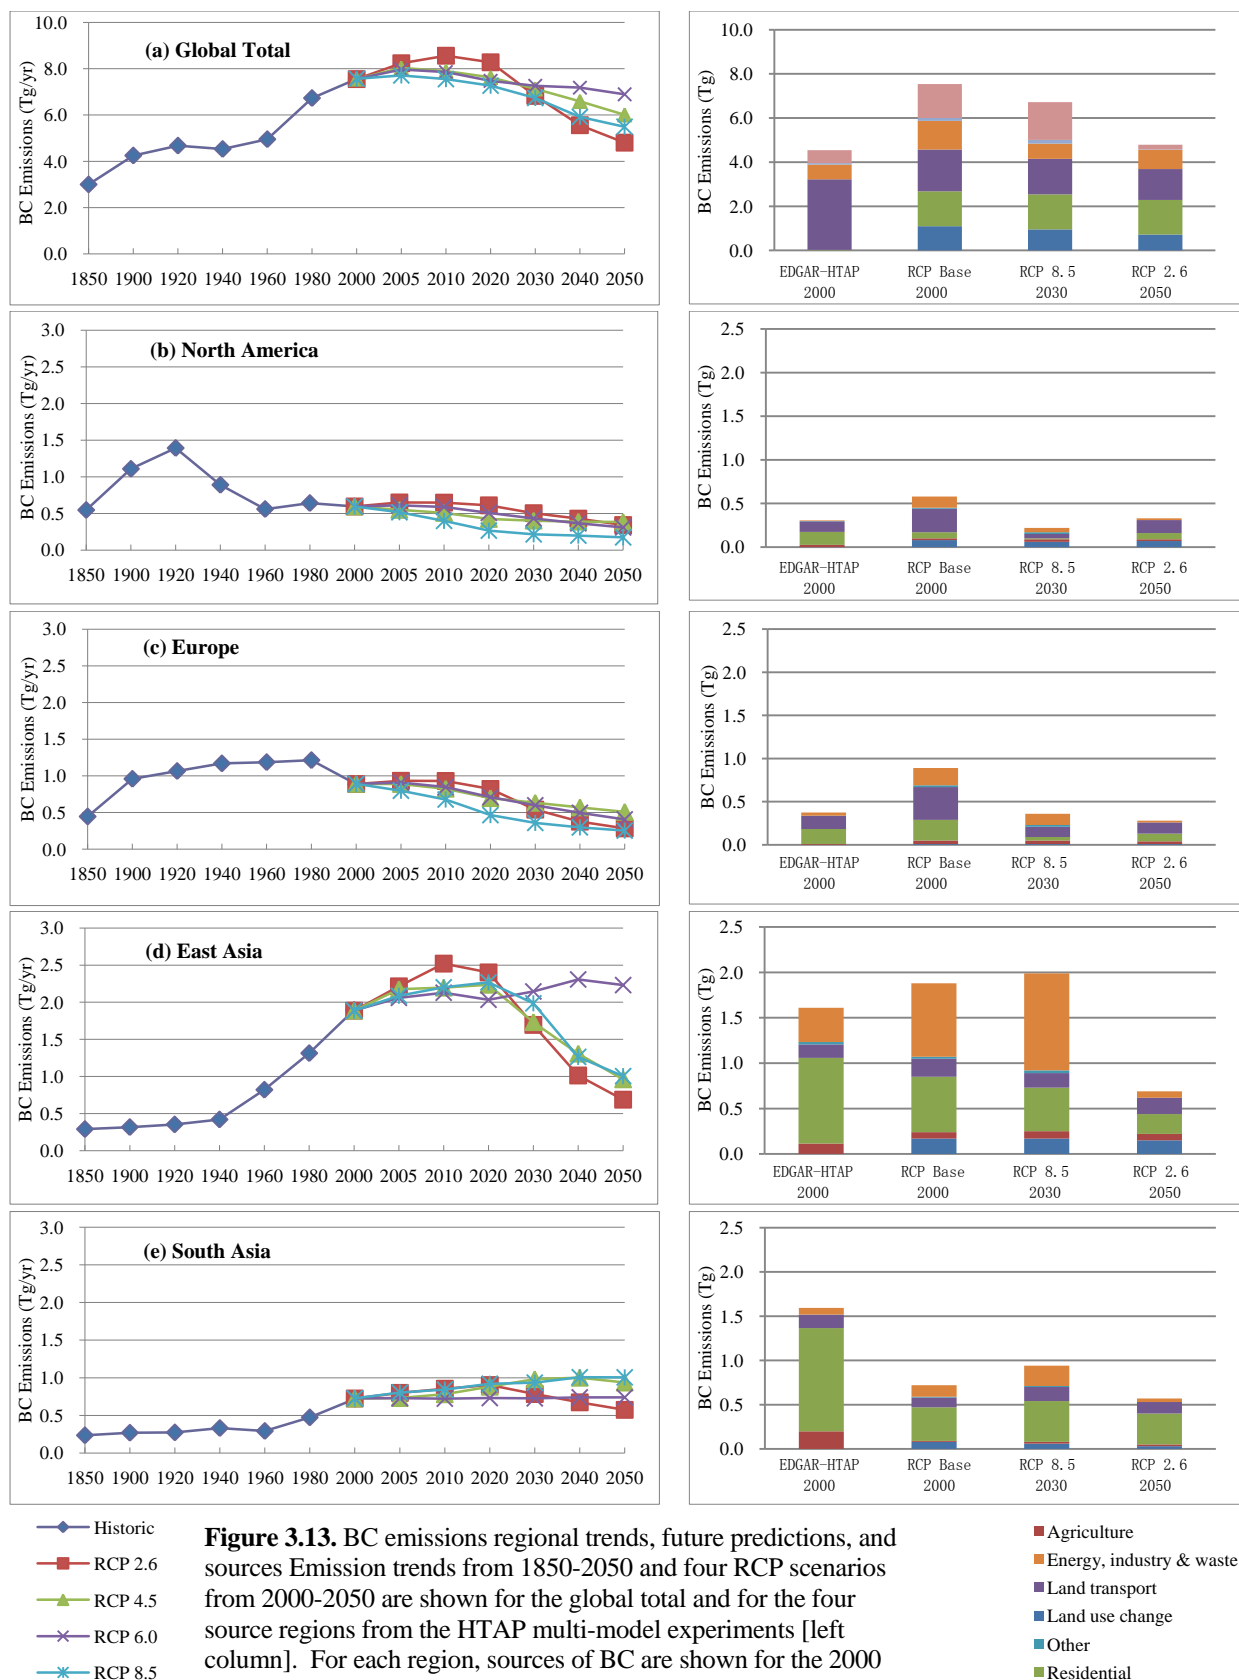 (a) Global Total
BC Emissions (Tg/yr)
10.0
8.0
6.0
4.0
2.0
0.0
1850 1900 1920 1940 1960 1980 2000 2005 2010 2020 2030 2040 2050
BC Emissions (Tg)
10.0
8.0
6.0
4.0
2.0
0.0
EDGAR-HTAP RCP Base RCP 8.5 RCP 2.6
2000 2000 2030 2050
(b) North America
BC Emissions (Tg/yr)
3.0
2.5
2.0
1.5
1.0
0.5
0.0
1850 1900 1920 1940 1960 1980 2000 2005 2010 2020 2030 2040 2050
BC Emissions (Tg)
2.5
2.0
1.5
1.0
0.5
0.0
EDGAR-HTAP RCP Base RCP 8.5 RCP 2.6
2000 2000 2030 2050
(c) Europe
BC Emissions (Tg/yr)
3.0
2.5
2.0
1.5
1.0
0.5
0.0
1850 1900 1920 1940 1960 1980 2000 2005 2010 2020 2030 2040 2050
BC Emissions (Tg)
2.5
2.0
1.5
1.0
0.5
0.0
EDGAR-HTAP RCP Base RCP 8.5 RCP 2.6
2000 2000 2030 2050
(d) East Asia
BC Emissions (Tg/yr)
3.0
2.5
2.0
1.5
1.0
0.5
0.0
1850 1900 1920 1940 1960 1980 2000 2005 2010 2020 2030 2040 2050
BC Emissions (Tg)
2.5
2.0
1.5
1.0
0.5
0.0
EDGAR-HTAP RCP Base RCP 8.5 RCP 2.6
2000 2000 2030 2050
(e) South Asia
BC Emissions (Tg/yr)
3.0
2.5
2.0
1.5
1.0
0.5
0.0
1850 1900 1920 1940 1960 1980 2000 2005 2010 2020 2030 2040 2050
BC Emissions (Tg)
2.5
2.0
1.5
1.0
0.5
0.0
EDGAR-HTAP RCP Base RCP 8.5 RCP 2.6
2000 2000 2030 2050
Historic
RCP 2.6
RCP 4.5
RCP 6.0
RCP 8.5
Figure 3.13. BC emissions regional trends, future predictions, and
sources Emission trends from 1850-2050 and four RCP scenarios
from 2000-2050 are shown for the global total and for the four
source regions from the HTAP multi-model experiments [left
column]. For each region, sources of BC are shown for the 2000
Agriculture
Energy, industry & waste
Land transport
Land use change
Other
Residential